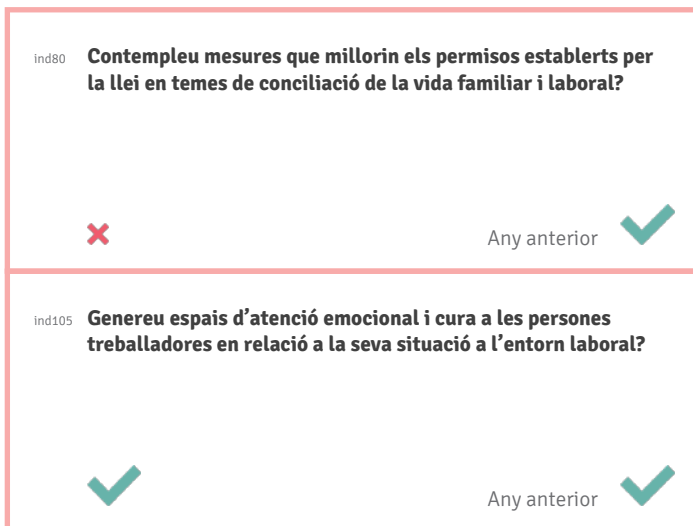 ind80 Contempleu mesures que millorin els permisos establerts per
la llei en temes de conciliació de la vida familiar i laboral?
Any anterior
ind105 Genereu espais d’atenció emocional i cura a les persones
treballadores en relació a la seva situació a l’entorn laboral?
Any anterior